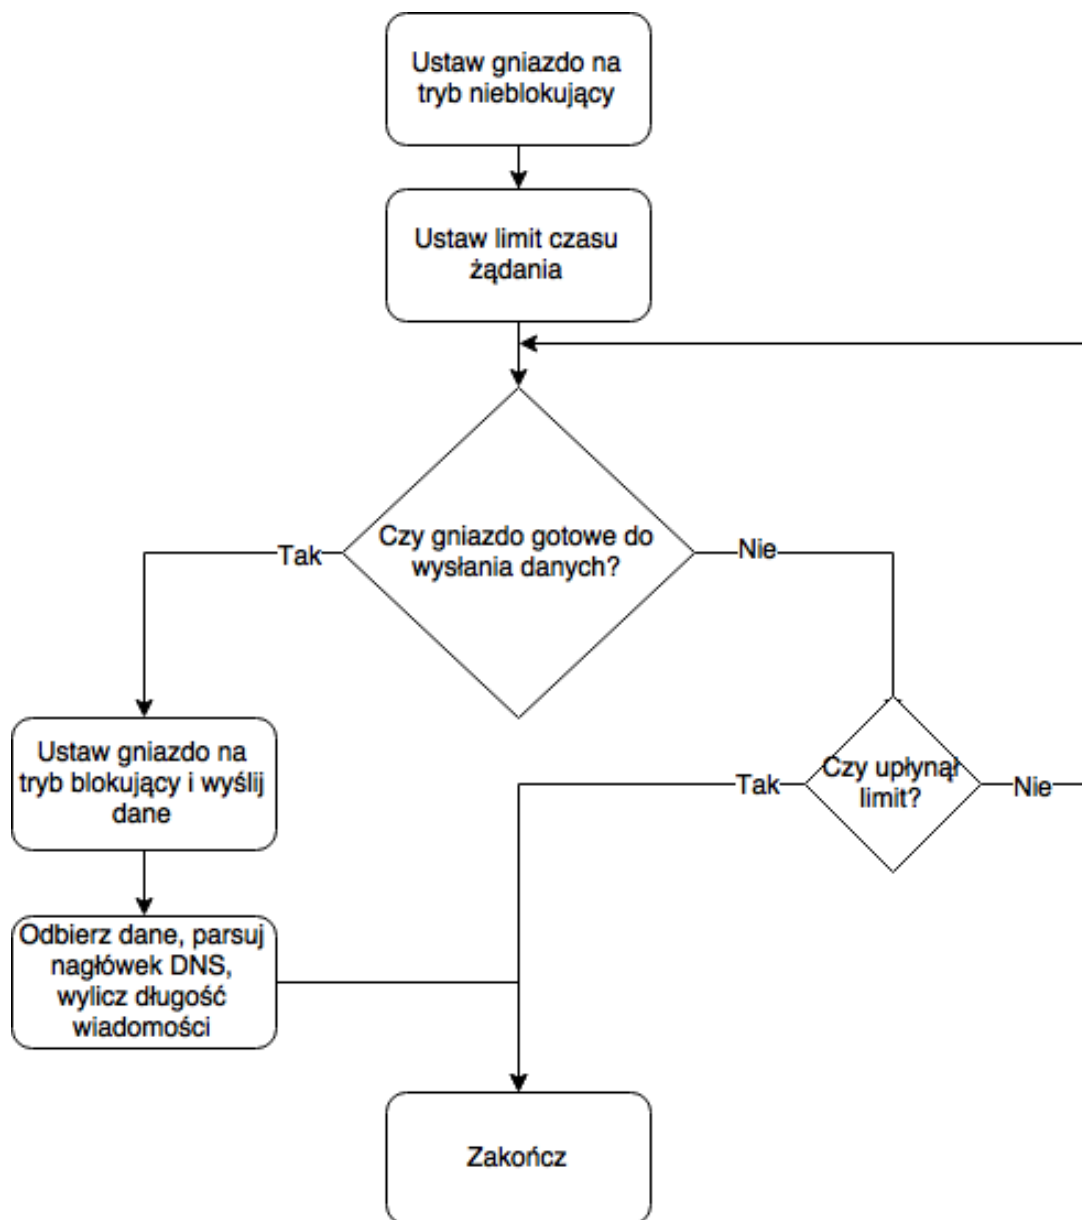 Ustaw gniazdo na
tryb nieblokujący
Ustaw limit czasu
żądania
Czy gniazdo gotowe do
wysłania danych?
Tak
Nie
Ustaw gniazdo na
tryb blokujący i wyślij
dane
Czy upłynął
limit?
Tak
Nie
Odbierz dane, parsuj
nagłówek DNS,
wylicz długość
wiadomości
Zakończ